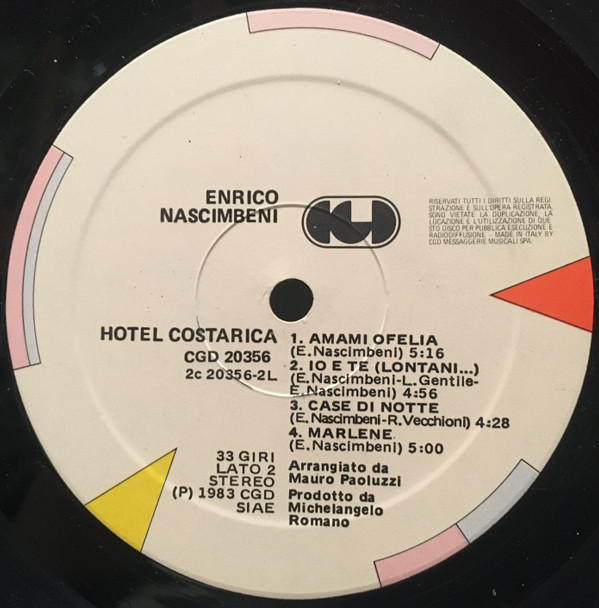 ENRICO
NASCIMBENI
CGD
RISERVATI TUTTI I DIRITTI SULLA REGI
STRAZIONE E SULL'OPERA REGISTRATA,
SONO VIETATE LA DUPLICAZIONE, LA
LOCAZIONE E L'UTILIZZAZIONE DI QUE
STO DISCO PER PUBBLICA ESECUZIONE E
RADIODIFFUSIONE - MADE IN ITALY BY
CGD MESSAGGERIE MUSICALI SPA.
HOTEL COSTARICA
CGD 20356
2c 20356-2L
1. AMAMI OFELIA
(E. Nascimbeni) 5:16
2. IO E TE (LONTANI...)
(E. Nascimbeni-L. Gentile-
E. Nascimbeni) 4:56
3. CASE DI NOTTE
(E. Nascimbeni-R. Vecchioni) 4:28
4. MARLENE
(E. Nascimbeni) 5:00
33 GIRI
LATO 2
STEREO
(P) 1983 CGD
SIAE
Arrangiato da
Mauro Paoluzzi
Prodotto da
Michelangelo
Romano